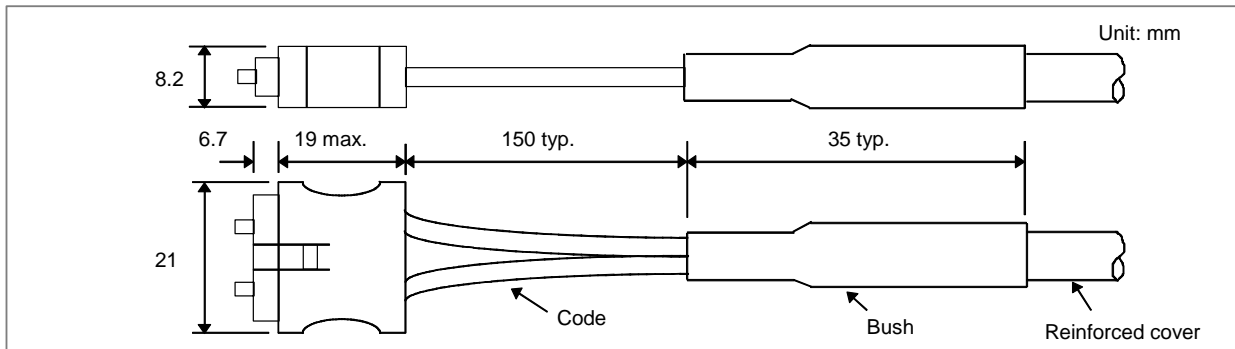 Unit: mm
8.2
6.7
19 max.
150 typ.
35 typ.
21
Code
Bush
Reinforced cover